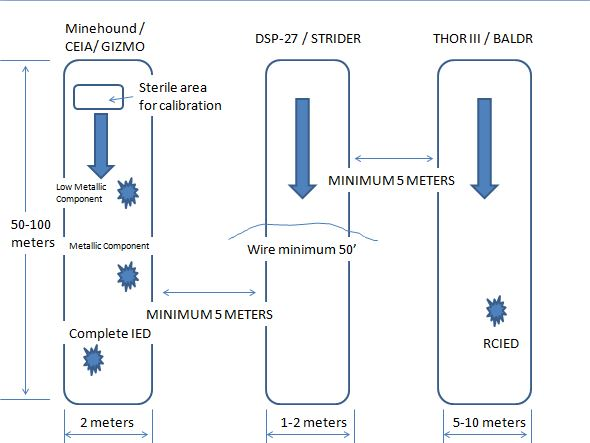 Minehound /
CEIA/ GIZMO
DSP-27 / STRIDER
THOR III / BALDR
Sterile area
for calibration
Low Metallic
Component
MINIMUM 5 METERS
50-100
meters
Metallic Component
Wire minimum 50’
MINIMUM 5 METERS
Complete IED
RCIED
2 meters
1-2 meters
5-10 meters